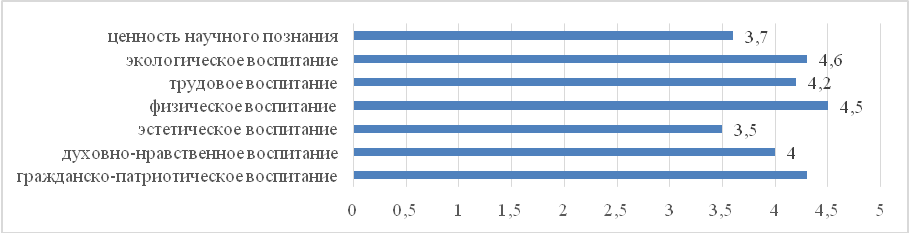 ценность научного познания 3,7
экологическое воспитание 4,6
трудовое воспитание 4,2
физическое воспитание 4,5
эстетическое воспитание 3,5
духовно-нравственное воспитание 4
гражданско-патриотическое воспитание
0 0,5 1 1,5 2 2,5 3 3,5 4 4,5 5